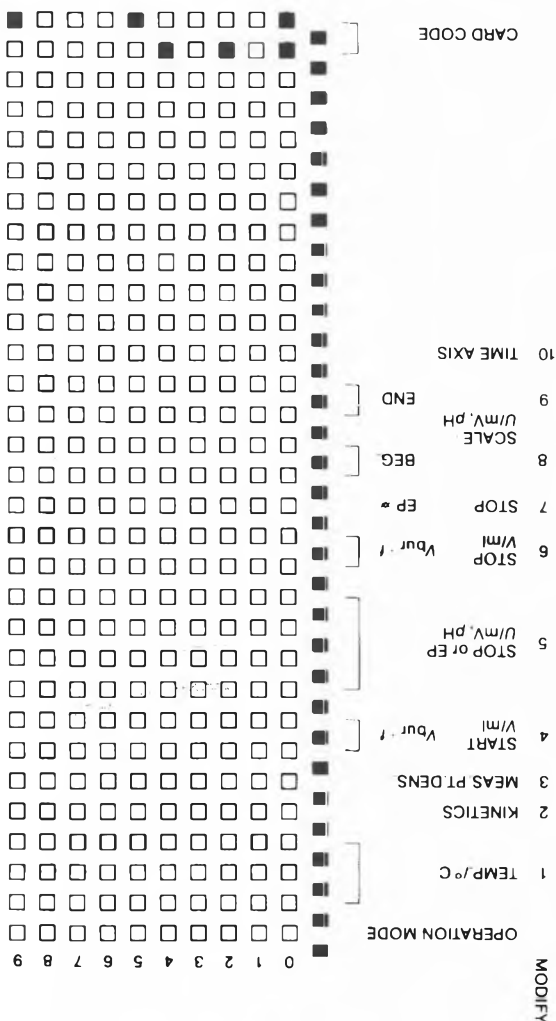 MODIFY
0 1 2 3 4 5 6 7 8 9
OPERATION MODE
1 TEMP./°C
2 KINETICS
3 MEAS.PT.DENS
4 START V/ml Vbur · f
5 STOP or EP U/mV, pH
6 STOP V/ml Vbur · f
7 STOP EP *
8 SCALE U/mV, pH BEG
9 END
10 TIME AXIS
CARD CODE